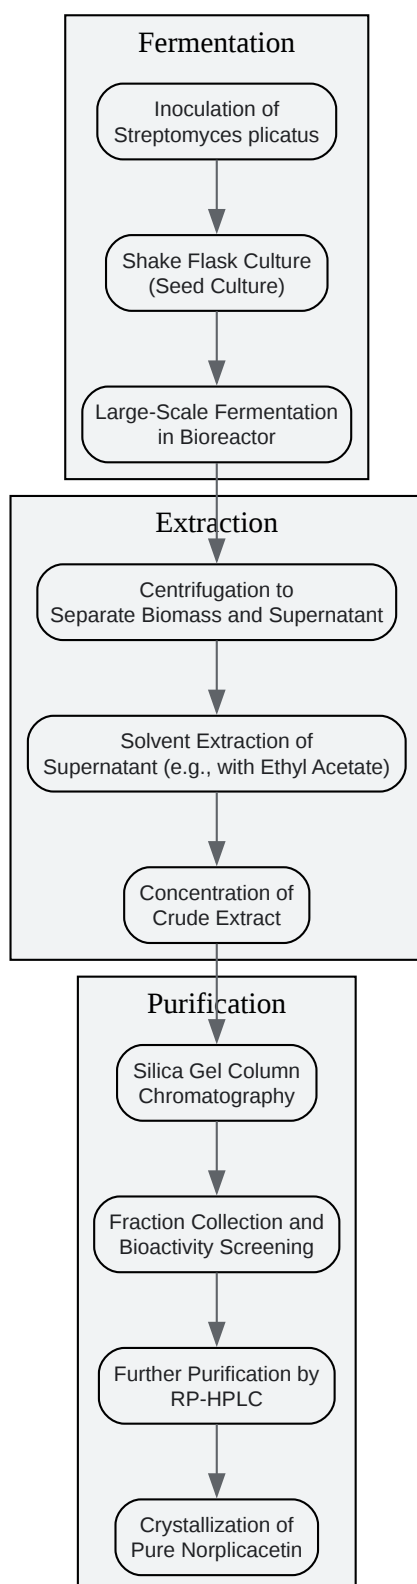 Fermentation
Inoculation of
Streptomyces plicatus
Shake Flask Culture
(Seed Culture)
Large-Scale Fermentation
in Bioreactor
Extraction
Centrifugation to
Separate Biomass and Supernatant
Solvent Extraction of
Supernatant (e.g., with Ethyl Acetate)
Concentration of
Crude Extract
Purification
Silica Gel Column
Chromatography
Fraction Collection and
Bioactivity Screening
Further Purification by
RP-HPLC
Crystallization of
Pure Norplicacetin